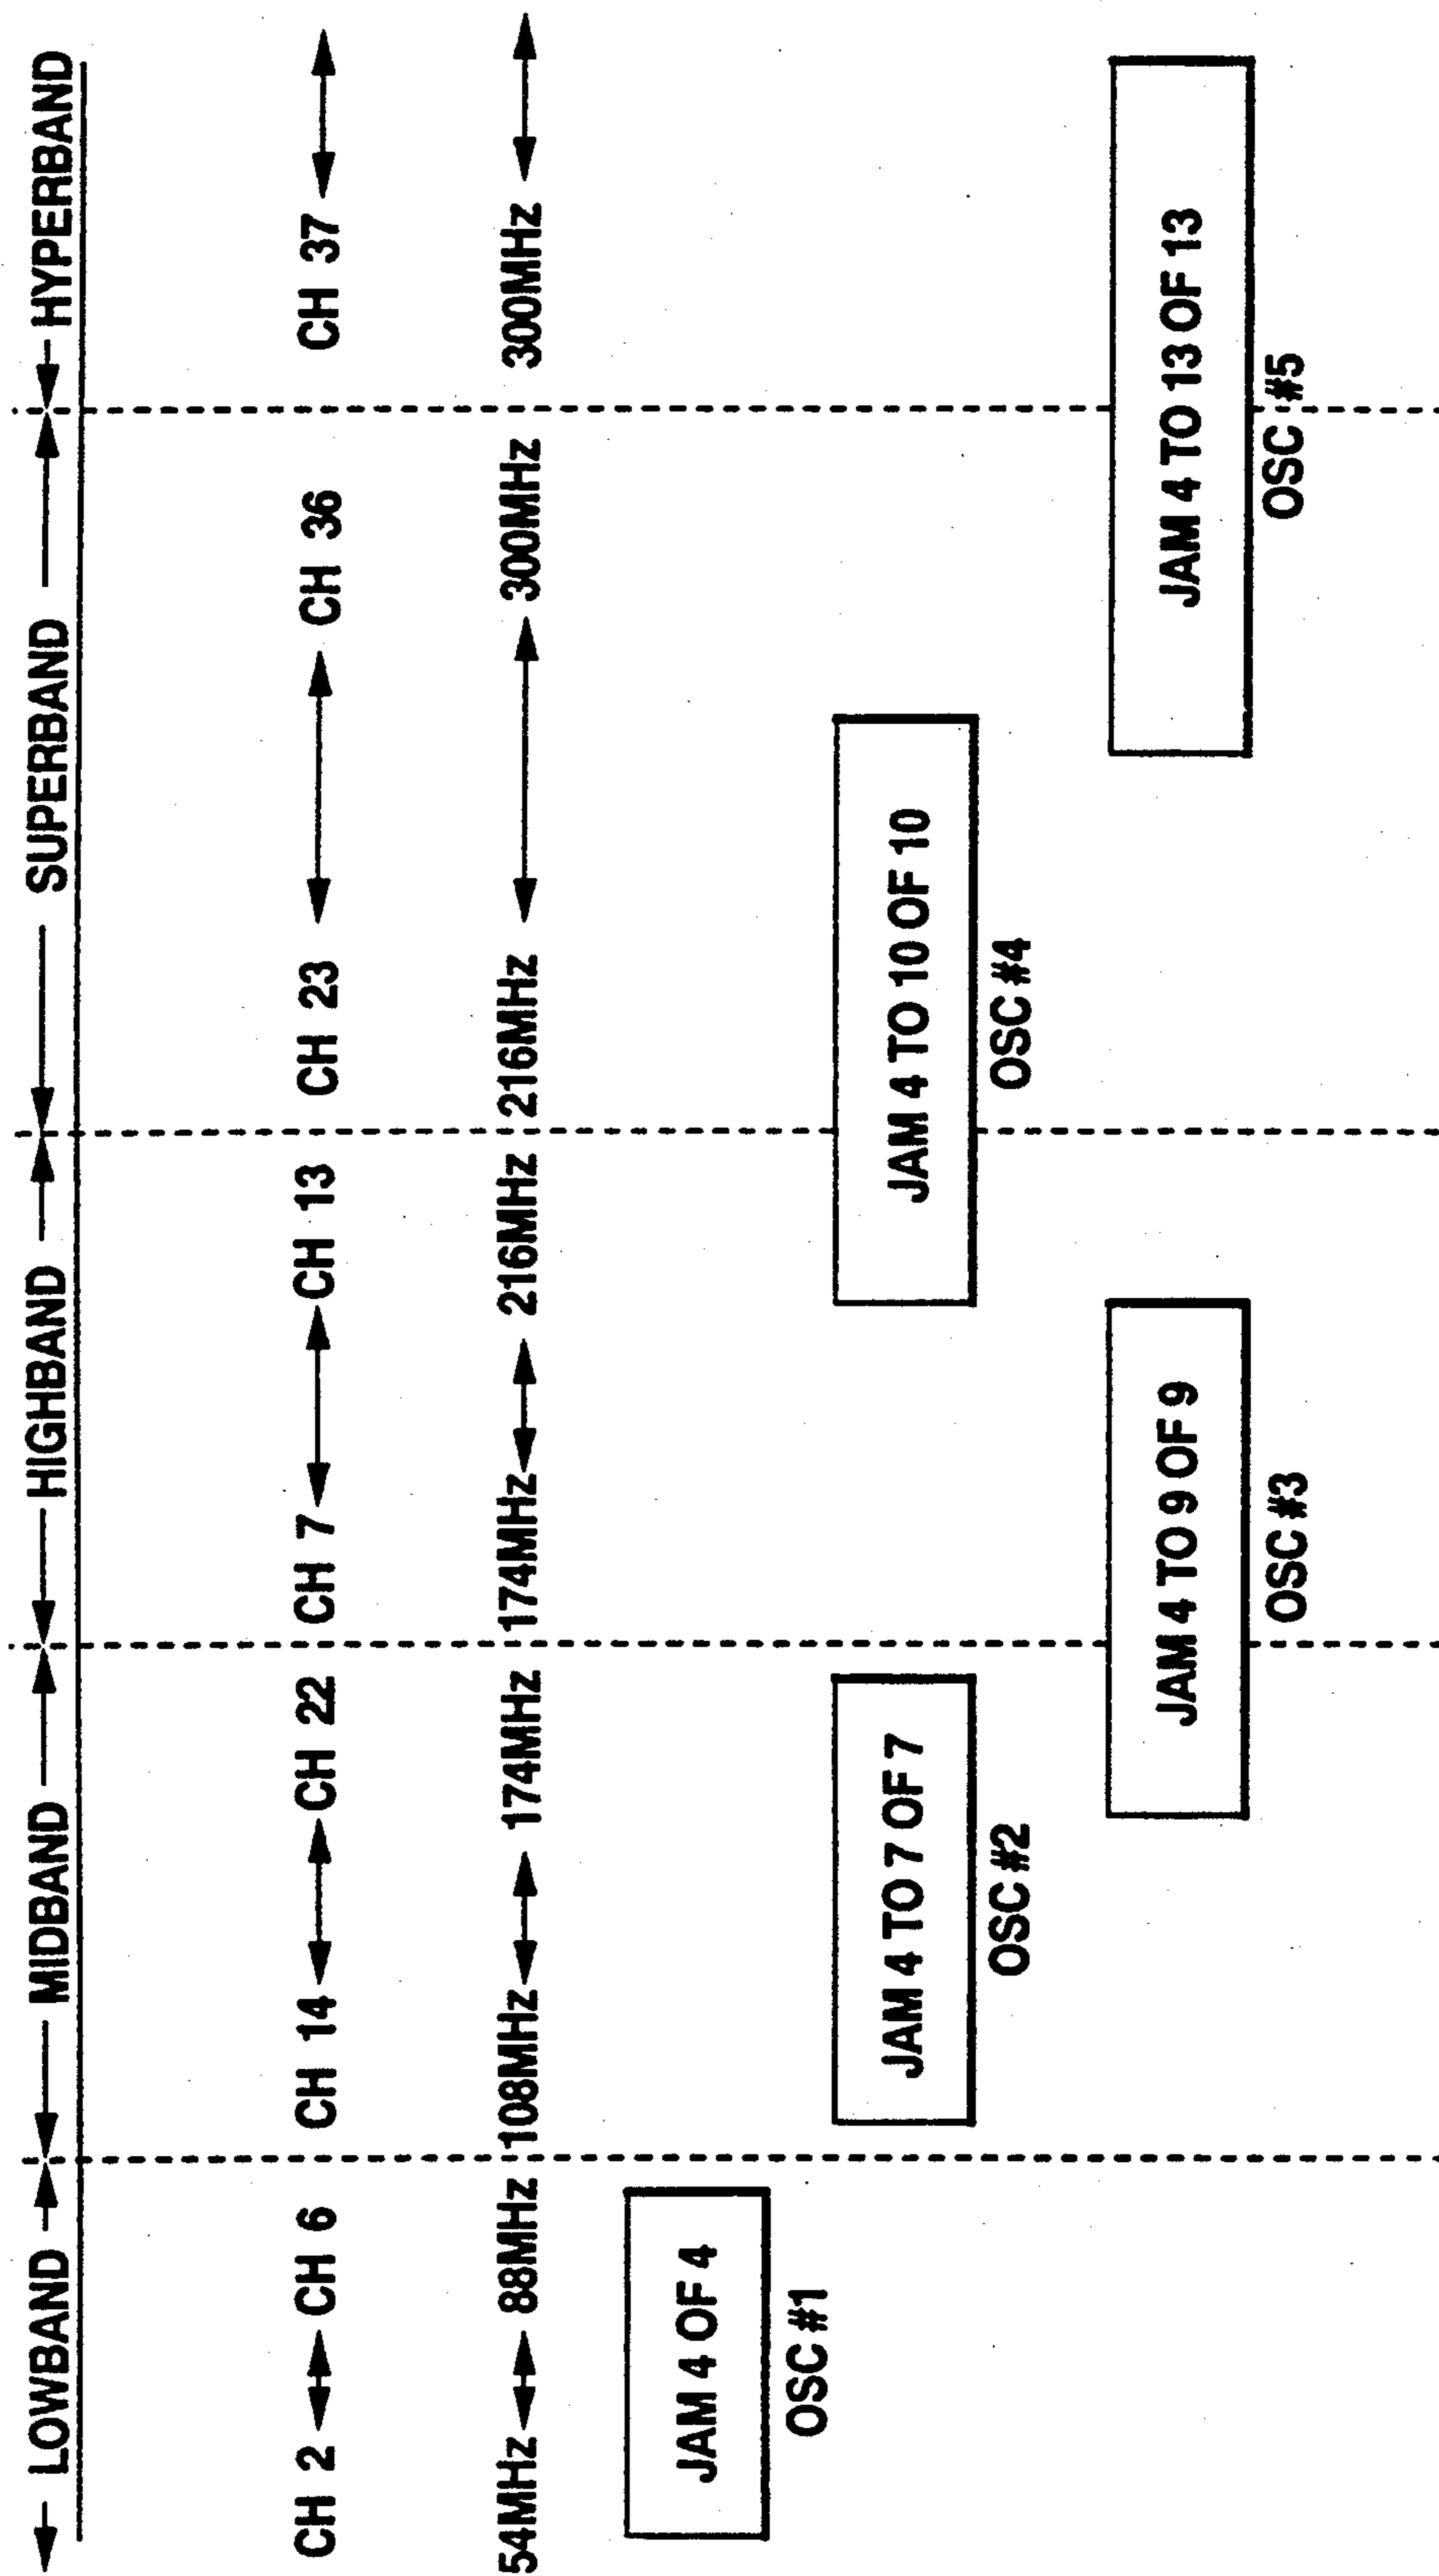 LOWBAND MIDBAND HIGHBAND SUPERBAND HYPERBAND
CH 2 CH 6 CH 14 CH 22 CH 7 CH 13 CH 23 CH 36 CH 37
54MHz 88MHz 108MHz 174MHz 174MHz 216MHz 216MHz 300MHz 300MHz
JAM 4 OF 4
OSC #1
JAM 4 TO 7 OF 7
OSC #2
JAM 4 TO 9 OF 9
OSC #3
JAM 4 TO 10 OF 10
OSC #4
JAM 4 TO 13 OF 13
OSC #5